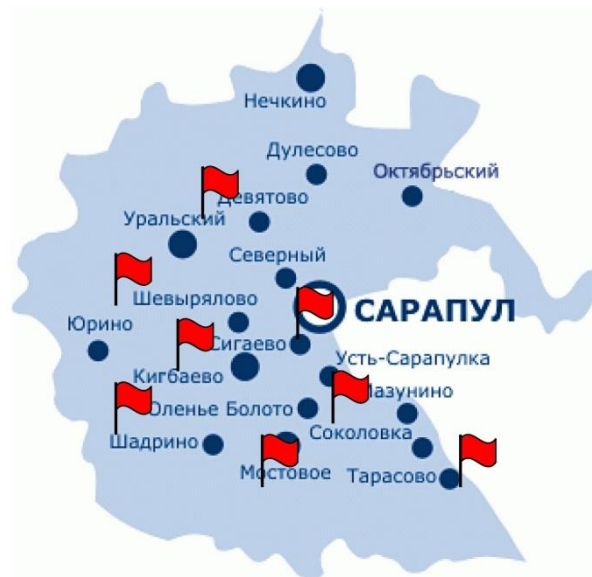 Нечкино
Дулесово
Октябрьский
Девятово
Уральский
Северный
Шевырялово
САРАПУЛ
Юрино
Сигаево
Усть-Сарапулка
Кигбаево
Мазунино
Оленье Болото
Соколовка
Шадрино
Мостовое
Тарасово